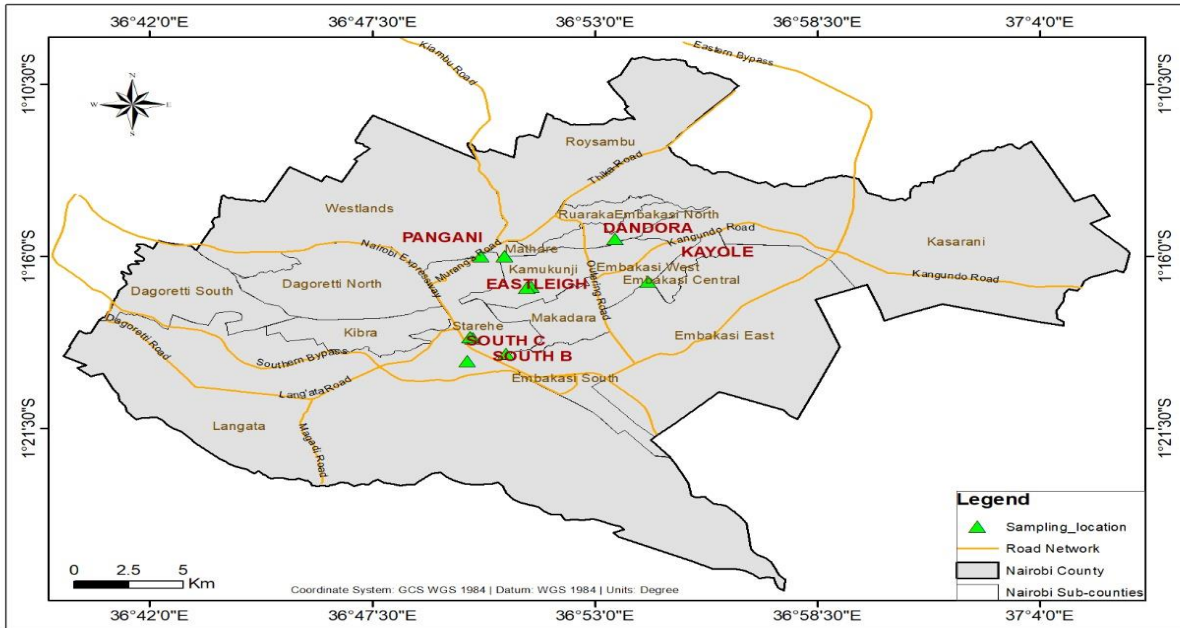 36°42'0"E 36°47'30"E 36°53'0"E 36°58'30"E 37°4'0"E
Kiambu Road
Eastern Bypass
1°10'30"S 1°10'30"S
N
W E
S
Roysambu
Thika Road
Westlands
Ruaraka Embakasi North
DANDORA
PANGANI
Kangundo Road
Kasarani
Nairobi Expressway
Muranga Road
Mathare
KAYOLE
1°16'0"S 1°16'0"S
Kamukunji
Embakasi West
Kangundo Road
Outering Road
Embakasi Central
Dagoretti South
Dagoretti North
EASTLEIGH
Makadara
Dagoretti Road
Kibra
Starehe
Embakasi East
SOUTH C
SOUTH B
Southern Bypass
Embakasi South
Lang'ata Road
Langata
Magadi Road
1°21'30"S 1°21'30"S
Legend
Sampling_location
Road Network
Nairobi County
Nairobi Sub-counties
0 2.5 5
Km
Coordinate System: GCS WGS 1984 | Datum: WGS 1984 | Units: Degree
36°42'0"E 36°47'30"E 36°53'0"E 36°58'30"E 37°4'0"E